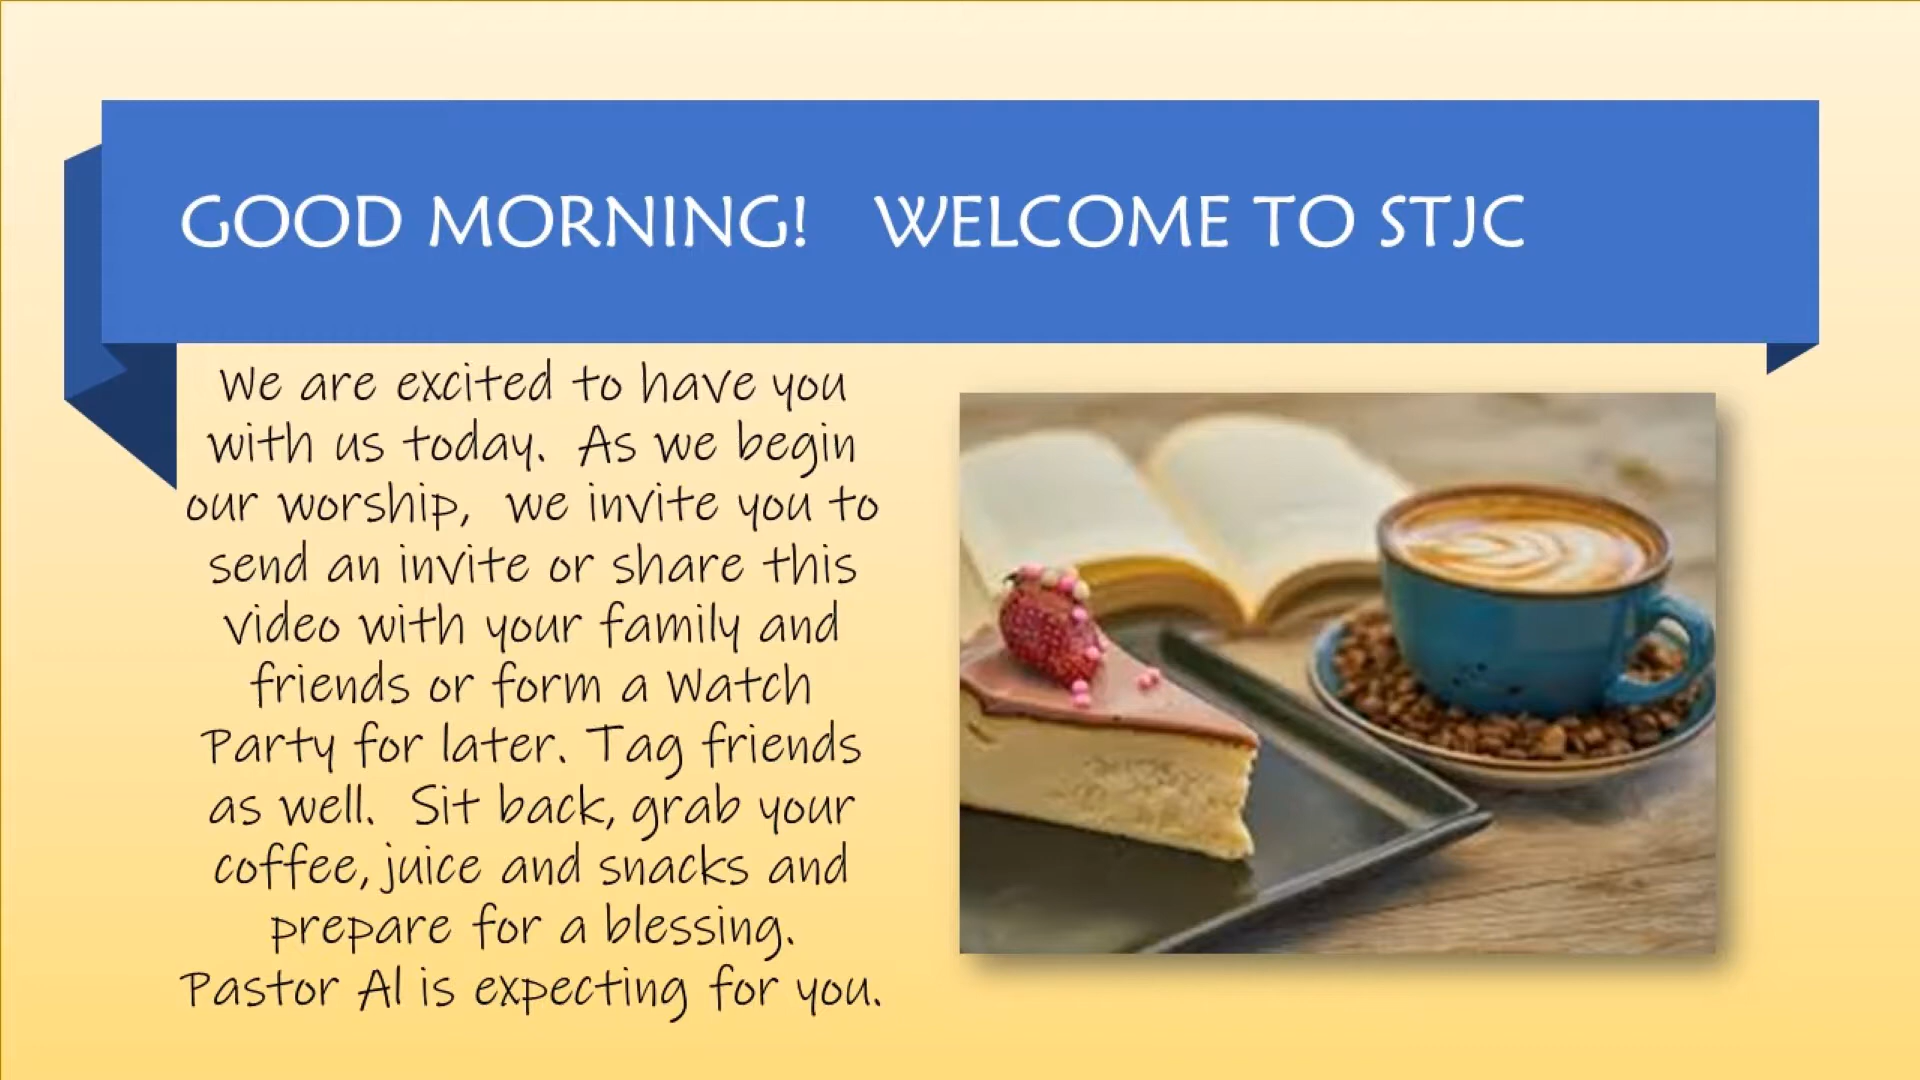 GOOD MORNING!   WELCOME TO STJC
We are excited to have you
with us today.  As we begin
our worship,  we invite you to
send an invite or share this
video with your family and
friends or form a Watch
Party for later. Tag friends
as well.  Sit back, grab your
coffee, juice and snacks and
prepare for a blessing.
Pastor Al is expecting for you.